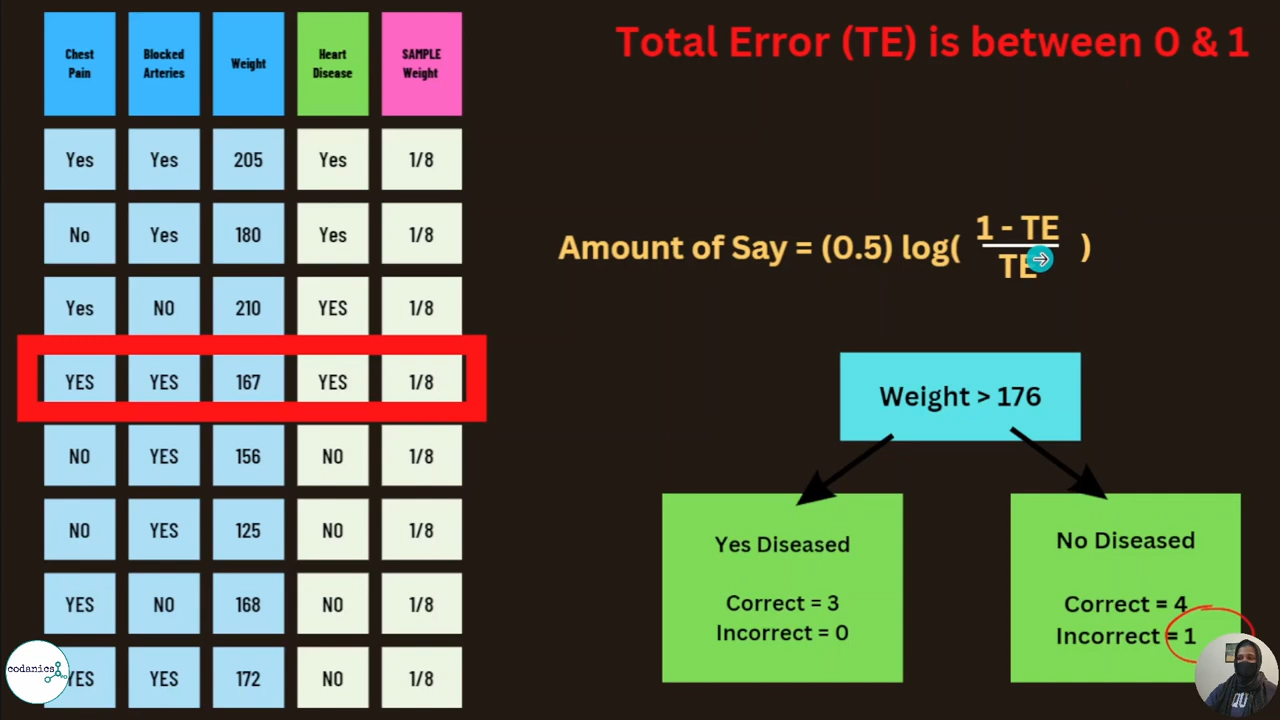 Total Error (TE) is between 0 & 1
Chest Pain Blocked Arteries Weight Heart Disease SAMPLE Weight
Yes Yes 205 Yes 1/8
No Yes 180 Yes 1/8
Yes NO 210 YES 1/8
YES YES 167 YES 1/8
NO YES 156 NO 1/8
NO YES 125 NO 1/8
YES NO 168 NO 1/8
YES YES 172 NO 1/8
codanics
Amount of Say = (0.5) log( 1 - TE / TE )
Weight > 176
Yes Diseased
Correct = 3
Incorrect = 0
No Diseased
Correct = 4
Incorrect = 1